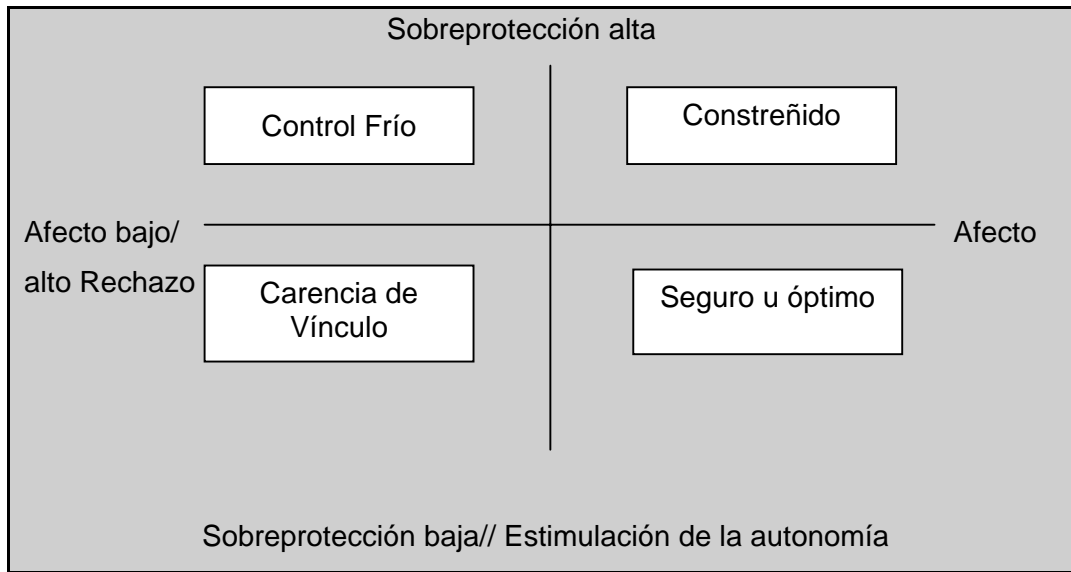 Sobreprotección alta
Control Frío
Constreñido
Afecto bajo/
alto Rechazo
Afecto
Carencia de
Vínculo
Seguro u óptimo
Sobreprotección baja// Estimulación de la autonomía